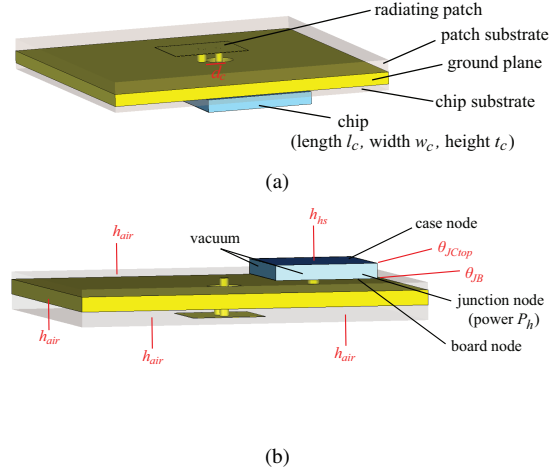 radiating patch
patch substrate
ground plane
chip substrate
chip
(length l_c, width w_c, height t_c)
(a)
h_hs
case node
h_air
vacuum
θ_JCtop
θ_JB
junction node
(power P_h)
h_air
board node
h_air
h_air
(b)